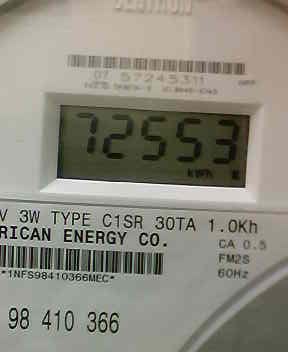 07 57245311
72553
kWh
V 3W TYPE C1SR 30TA 1.0Kh
RICAN ENERGY CO.
CA 0.5
FM2S
60Hz
*1NFS98410366MEC*
98 410 366